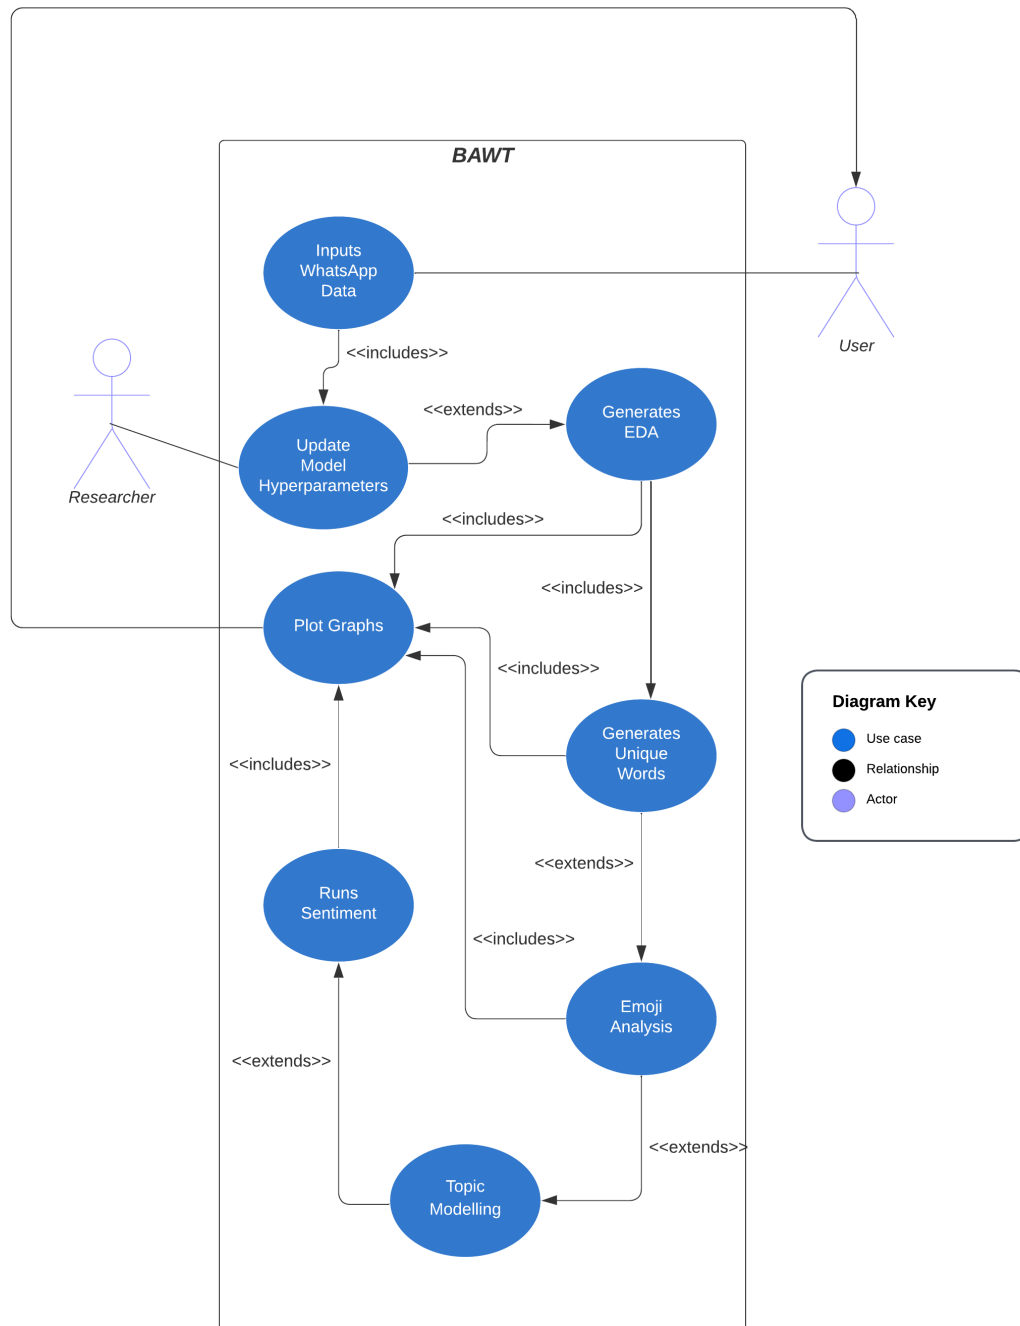 BAWT
Inputs
WhatsApp
Data
User
<<includes>>
Researcher
Update
Model
Hyperparameters
<<extends>>
Generates
EDA
<<includes>>
<<includes>>
Plot Graphs
<<includes>>
Generates
Unique
Words
<<includes>>
<<extends>>
Runs
Sentiment
<<includes>>
Emoji
Analysis
<<extends>>
<<extends>>
Topic
Modelling
Diagram Key
Use case
Relationship
Actor